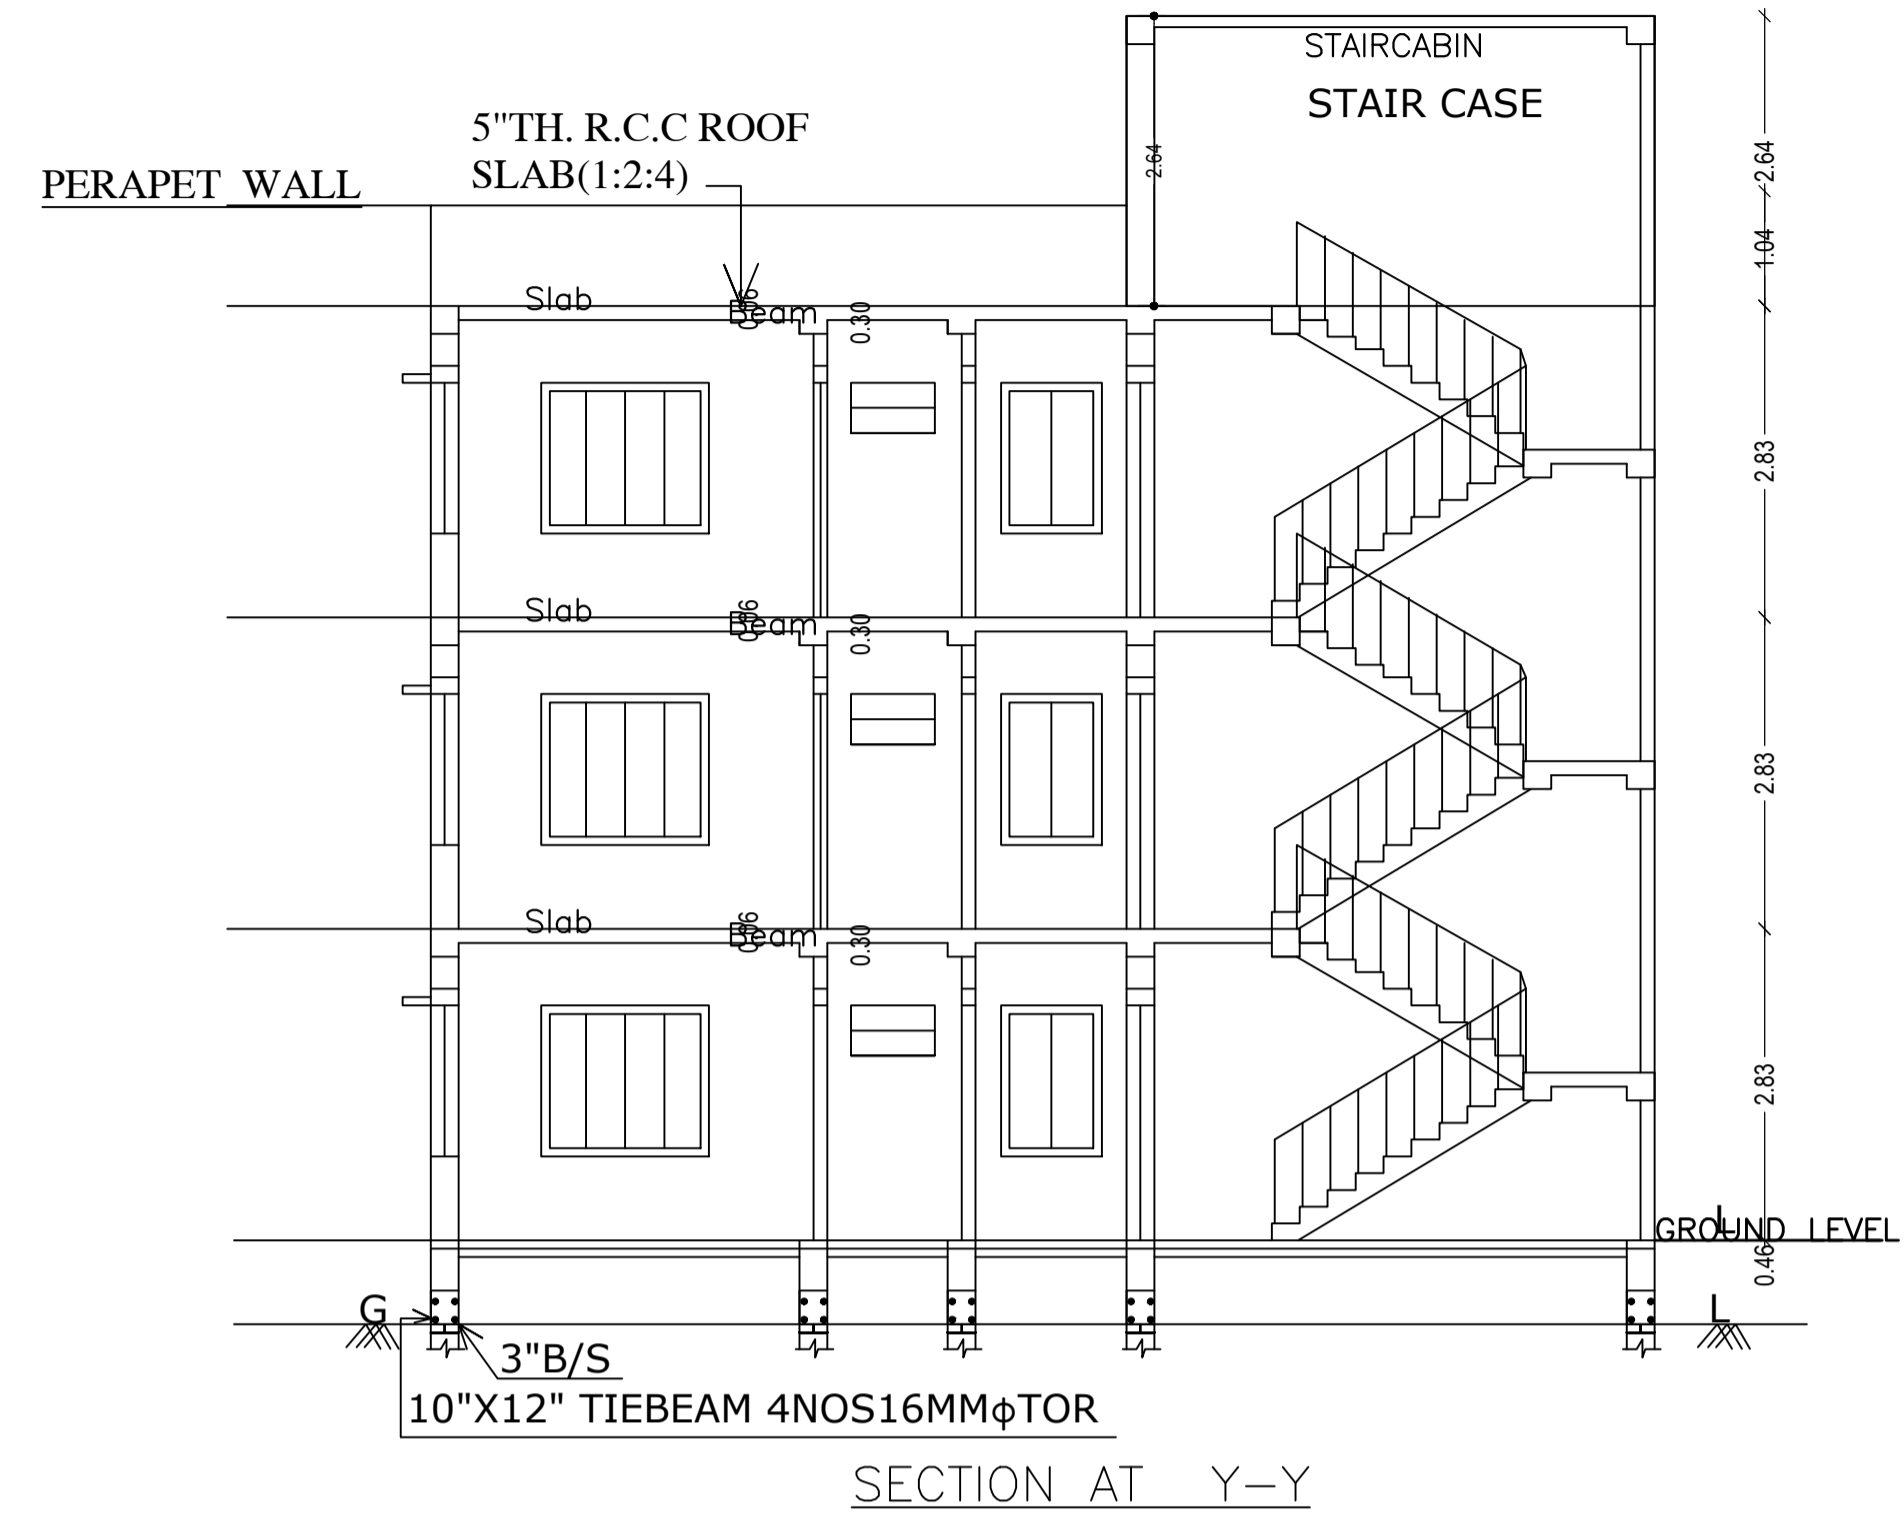 STAIRCABIN
STAIR CASE
5"TH. R.C.C ROOF
SLAB(1:2:4)
PERAPET WALL
2.64
2.64
1.04
Slab
Beam
0.30
2.83
Slab
Beam
0.30
2.83
Slab
Beam
0.30
2.83
L
GROUND LEVEL
0.46
G
L
3"B/S
10"X12" TIEBEAM 4NOS16MMϕTOR
SECTION AT Y-Y